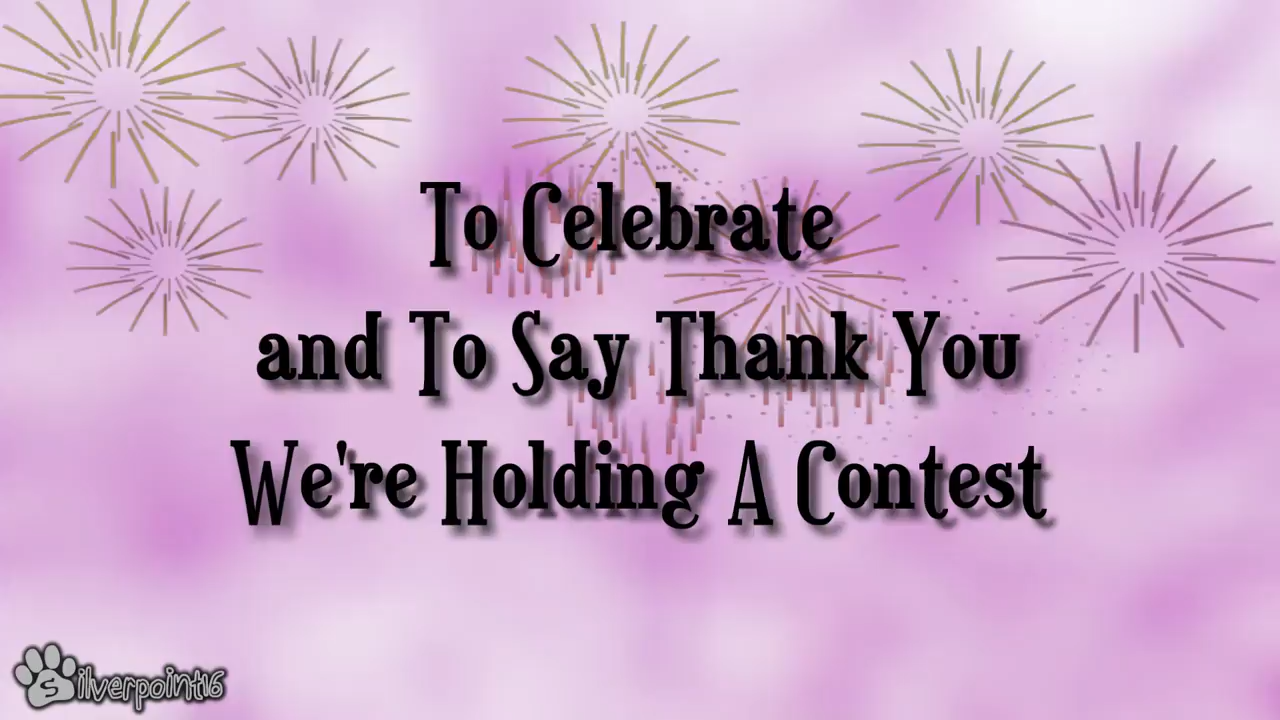 To Celebrate
and To Say Thank You
We're Holding A Contest
Silverpoint16